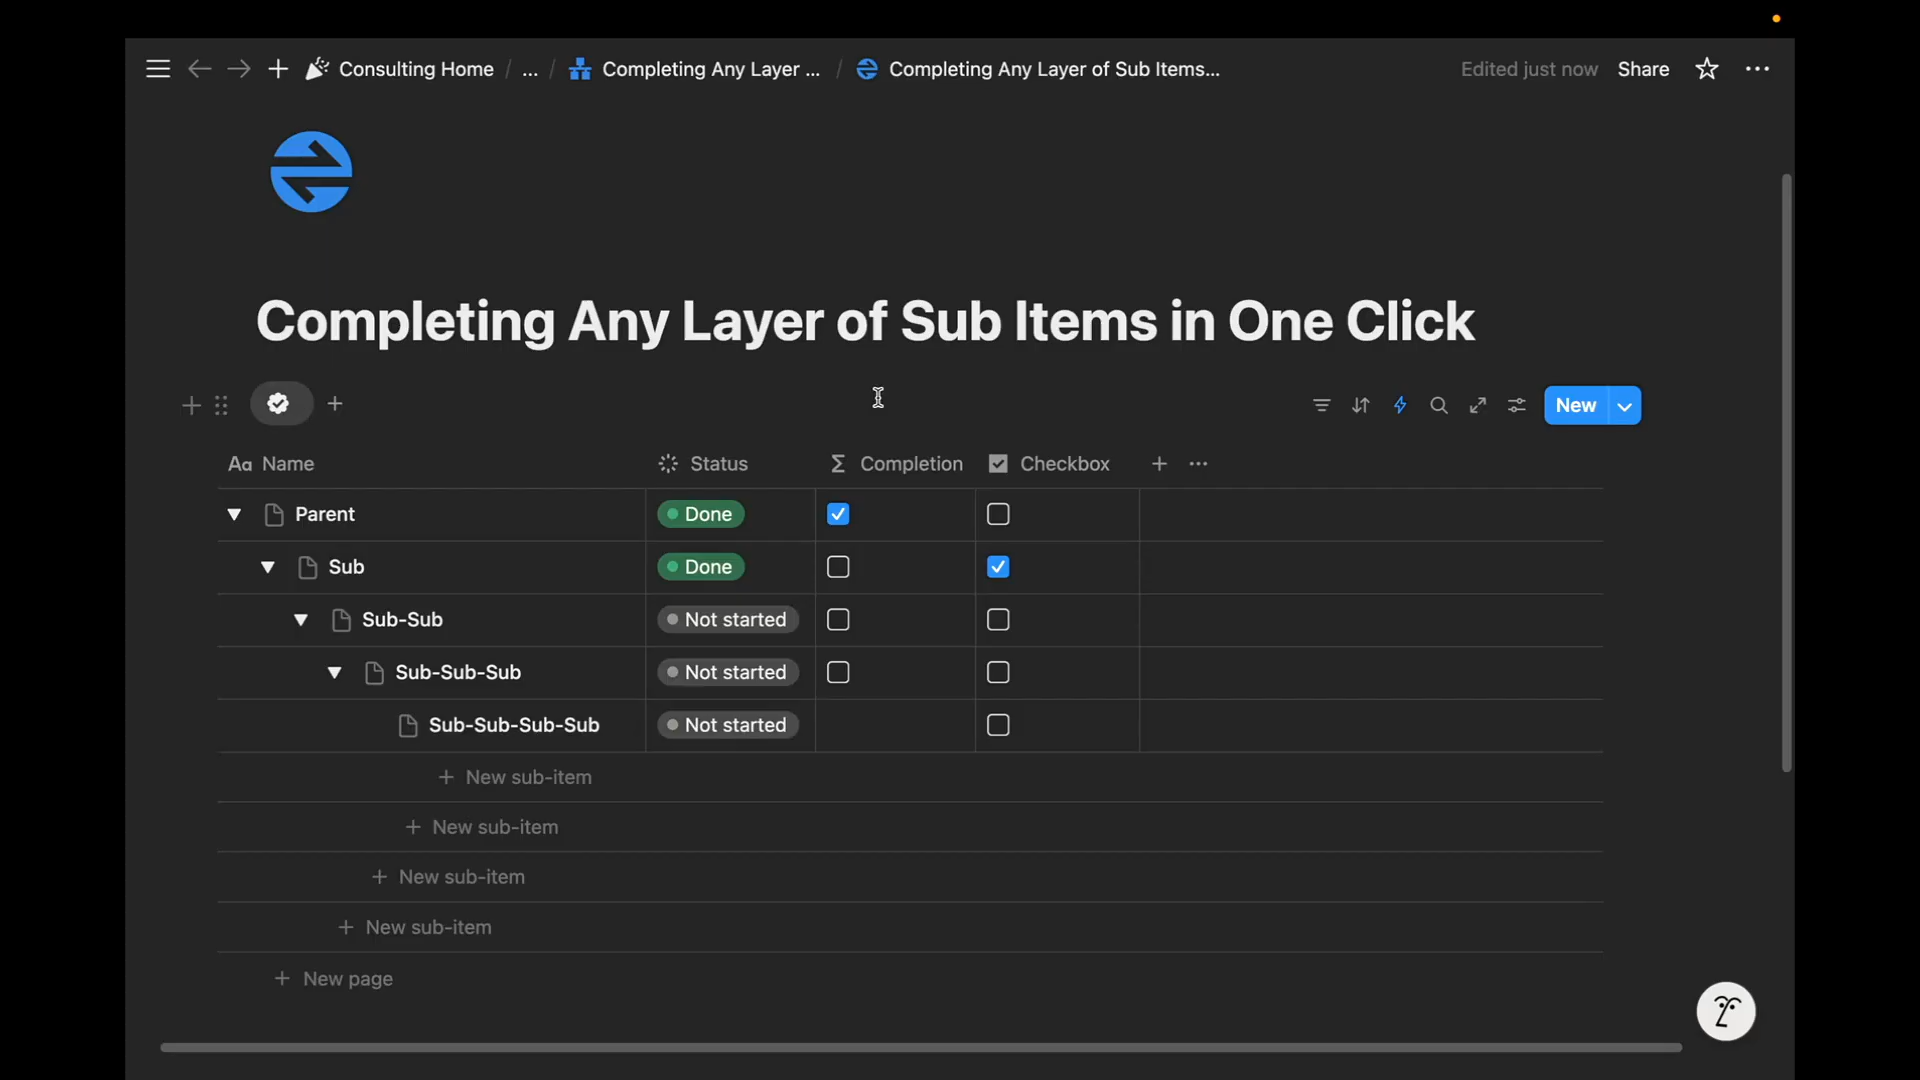 Consulting Home / ... / Completing Any Layer ... / Completing Any Layer of Sub Items... Edited just now Share
Completing Any Layer of Sub Items in One Click
New
Aa Name Status Σ Completion Checkbox
Parent Done
Sub Done
Sub-Sub Not started
Sub-Sub-Sub Not started
Sub-Sub-Sub-Sub Not started
+ New sub-item
+ New sub-item
+ New sub-item
+ New sub-item
+ New page